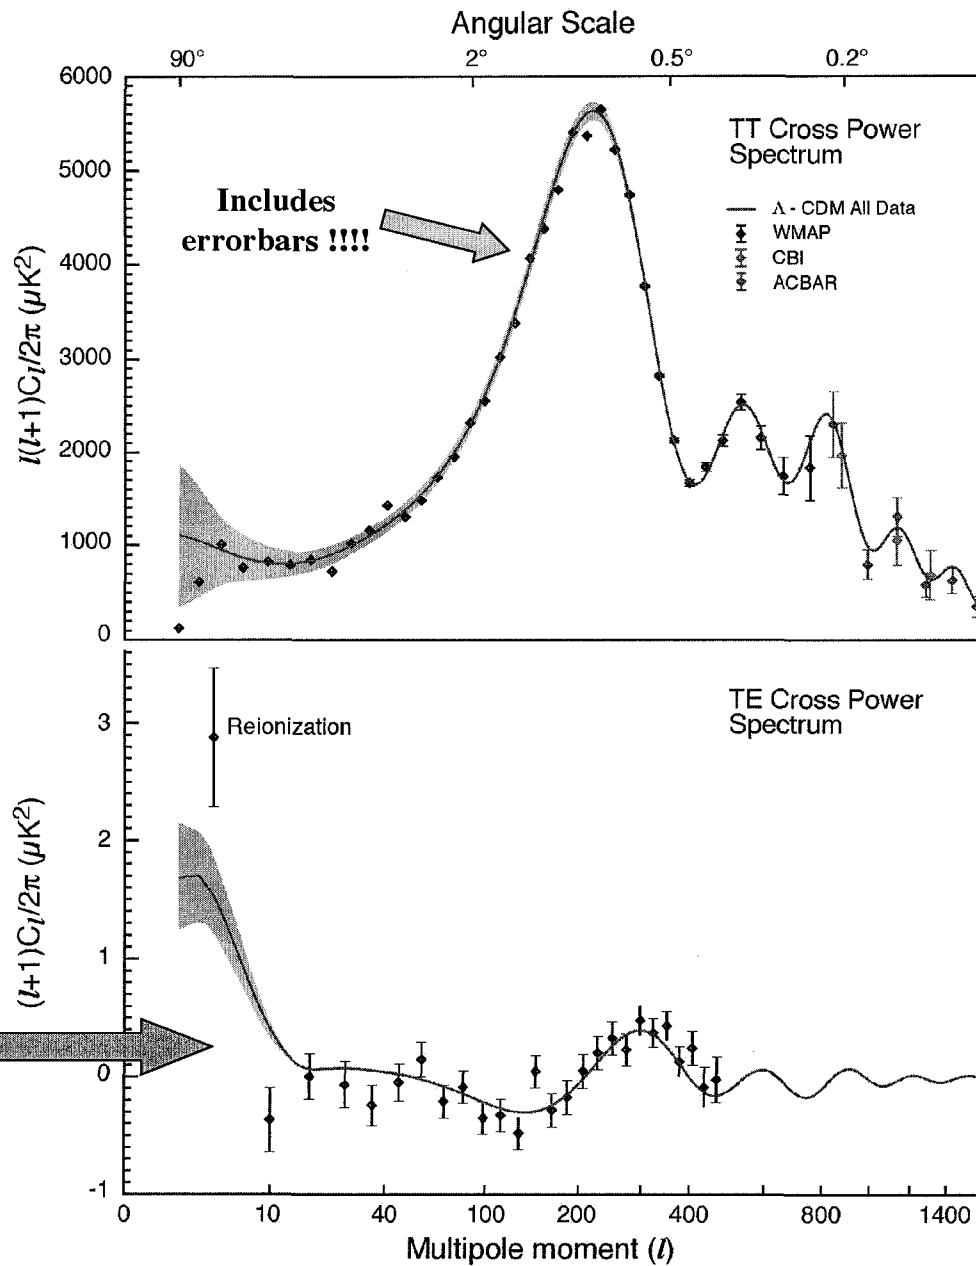 Angular Scale
90° 2° 0.5° 0.2°
6000
5000
4000
3000
2000
1000
0
l(l+1)Cl/2π (μK2)
TT Cross Power
Spectrum
Λ - CDM All Data
WMAP
CBI
ACBAR
Includes
errorbars !!!!
3
2
1
0
-1
(l+1)Cl/2π (μK2)
Reionization
TE Cross Power
Spectrum
0 10 40 100 200 400 800 1400
Multipole moment (l)